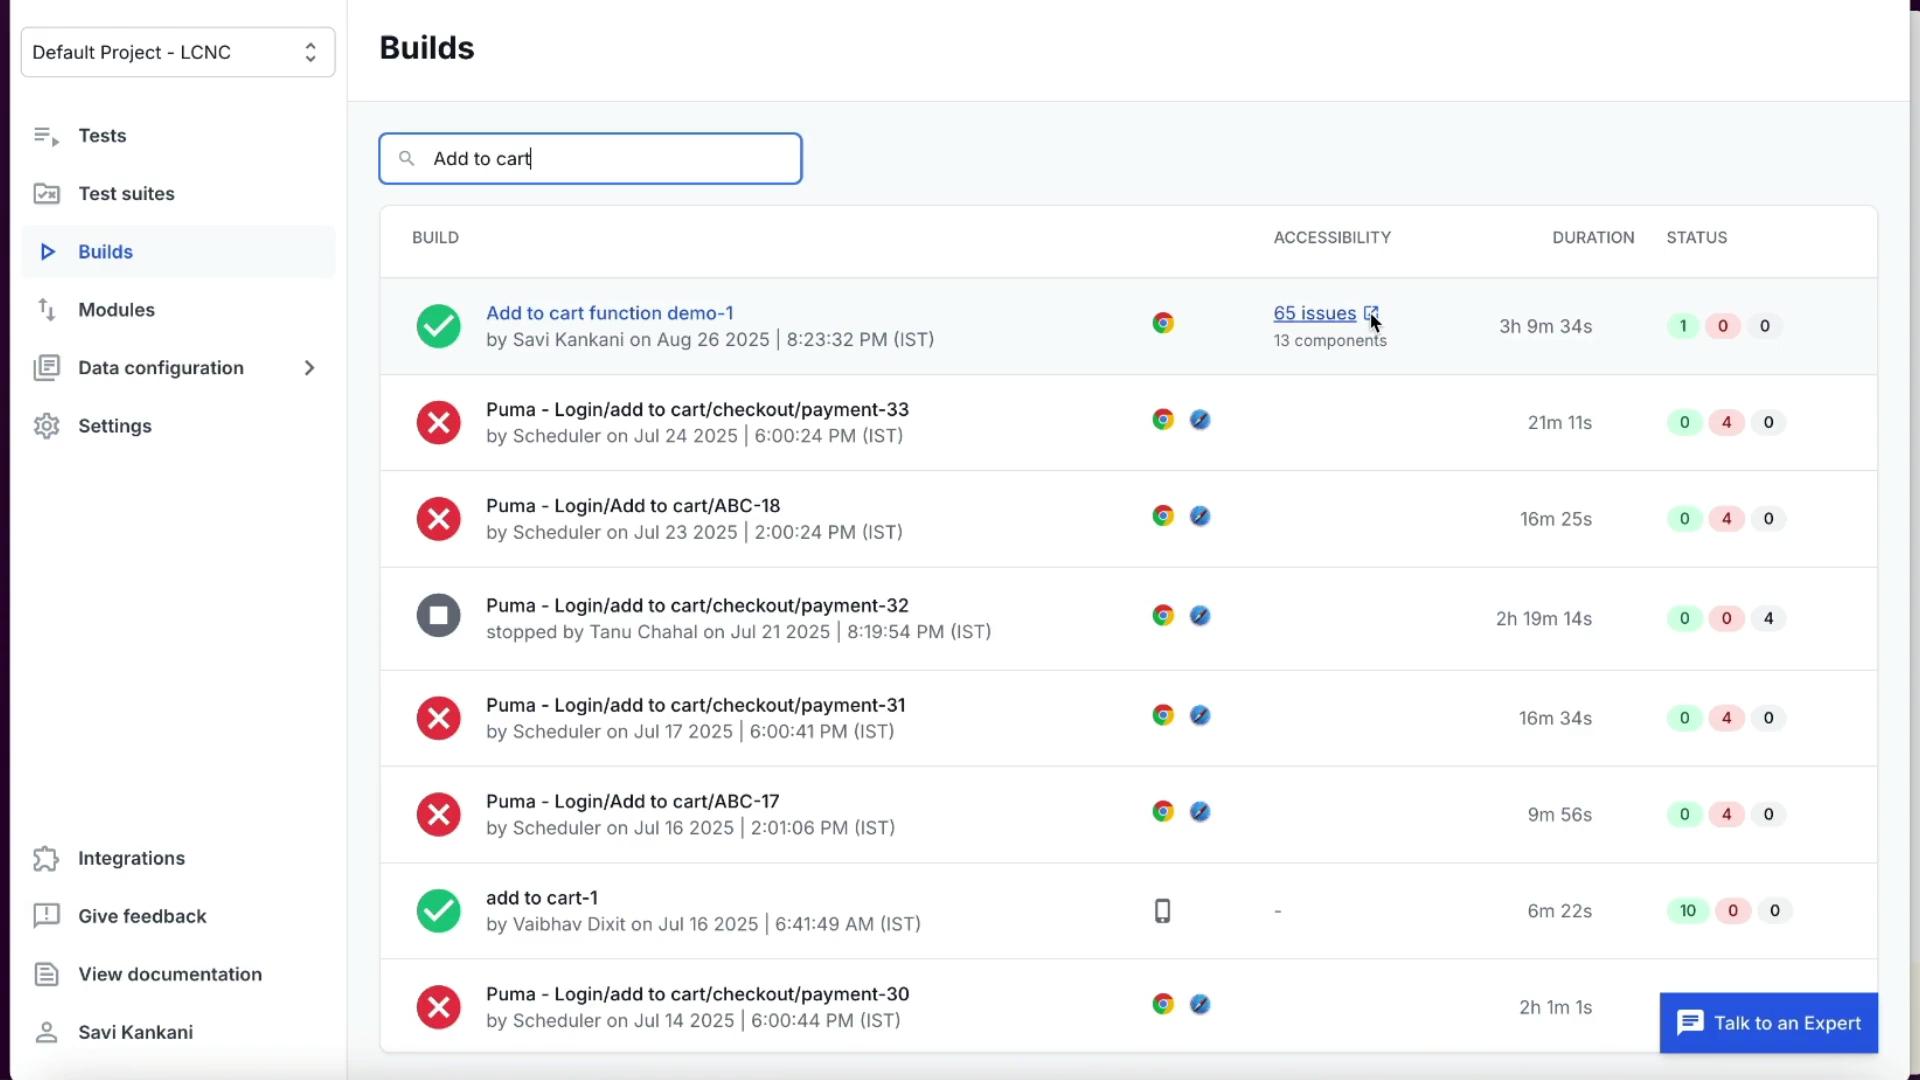 Default Project - LCNC
Tests
Test suites
Builds
Modules
Data configuration
Settings
Integrations
Give feedback
View documentation
Savi Kankani
Builds
Add to cart
BUILD ACCESSIBILITY DURATION STATUS
Add to cart function demo-1
by Savi Kankani on Aug 26 2025 | 8:23:32 PM (IST)
65 issues
13 components
3h 9m 34s
1 0 0
Puma - Login/add to cart/checkout/payment-33
by Scheduler on Jul 24 2025 | 6:00:24 PM (IST)
21m 11s
0 4 0
Puma - Login/Add to cart/ABC-18
by Scheduler on Jul 23 2025 | 2:00:24 PM (IST)
16m 25s
0 4 0
Puma - Login/add to cart/checkout/payment-32
stopped by Tanu Chahal on Jul 21 2025 | 8:19:54 PM (IST)
2h 19m 14s
0 0 4
Puma - Login/add to cart/checkout/payment-31
by Scheduler on Jul 17 2025 | 6:00:41 PM (IST)
16m 34s
0 4 0
Puma - Login/Add to cart/ABC-17
by Scheduler on Jul 16 2025 | 2:01:06 PM (IST)
9m 56s
0 4 0
add to cart-1
by Vaibhav Dixit on Jul 16 2025 | 6:41:49 AM (IST)
-
6m 22s
10 0 0
Puma - Login/add to cart/checkout/payment-30
by Scheduler on Jul 14 2025 | 6:00:44 PM (IST)
2h 1m 1s
Talk to an Expert